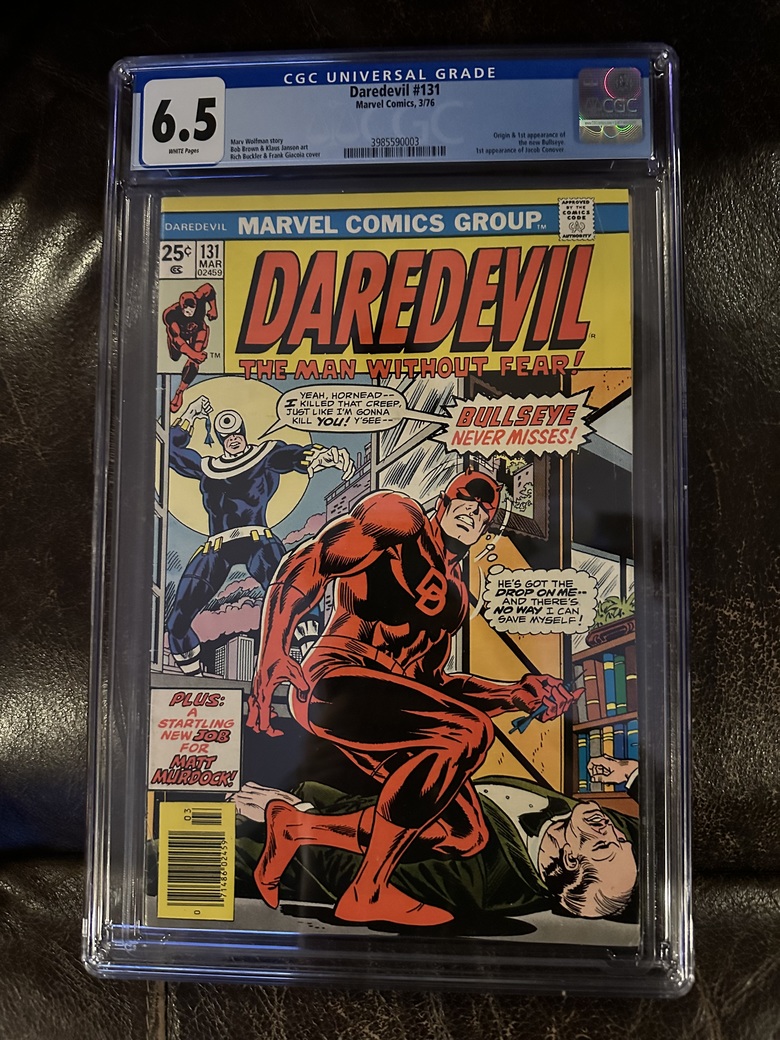 CGC UNIVERSAL GRADE
6.5
WHITE Pages
Daredevil #131
Marvel Comics, 3/76
Marv Wolfman story
Bob Brown & Klaus Janson art
Rich Buckler & Frank Giacoia cover
3985590003
Origin & 1st appearance of
the new Bullseye
1st appearance of Jacob Conover
CGC
DAREDEVIL
MARVEL COMICS GROUP™
APPROVED
BY THE
COMICS
CODE
AUTHORITY
25¢
CC
131
MAR
02459
TM
DAREDEVIL
THE MAN WITHOUT FEAR!
YEAH, HORNEAD--
I KILLED THAT CREEP,
JUST LIKE I'M GONNA
KILL YOU! Y'SEE--
BULLSEYE
NEVER MISSES!
DD
HE'S GOT THE
DROP ON ME--
AND THERE'S
NO WAY I CAN
SAVE MYSELF!
PLUS:
A
STARTLING
NEW JOB
FOR
MATT
MURDOCK!
03
0 71486 02459